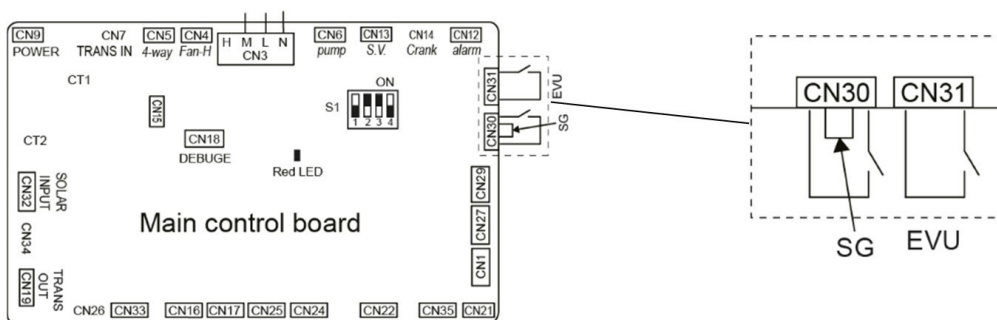 CN9 CN7 CN5 CN4 H M L N CN6 CN13 CN14 CN12
POWER TRANS IN 4-way Fan-H CN3 pump S.V. Crank alarm
CT1
CT2
CN15
CN18
DEBUGE
Red LED
ON
S1
1 2 3 4
CN31
EVU
CN30
SG
SOLAR
INPUT
CN32
CN34
TRANS
OUT
CN19
Main control board
CN29
CN27
CN1
CN26 CN33 CN16 CN17 CN25 CN24 CN22 CN35 CN21
CN30 CN31
SG EVU